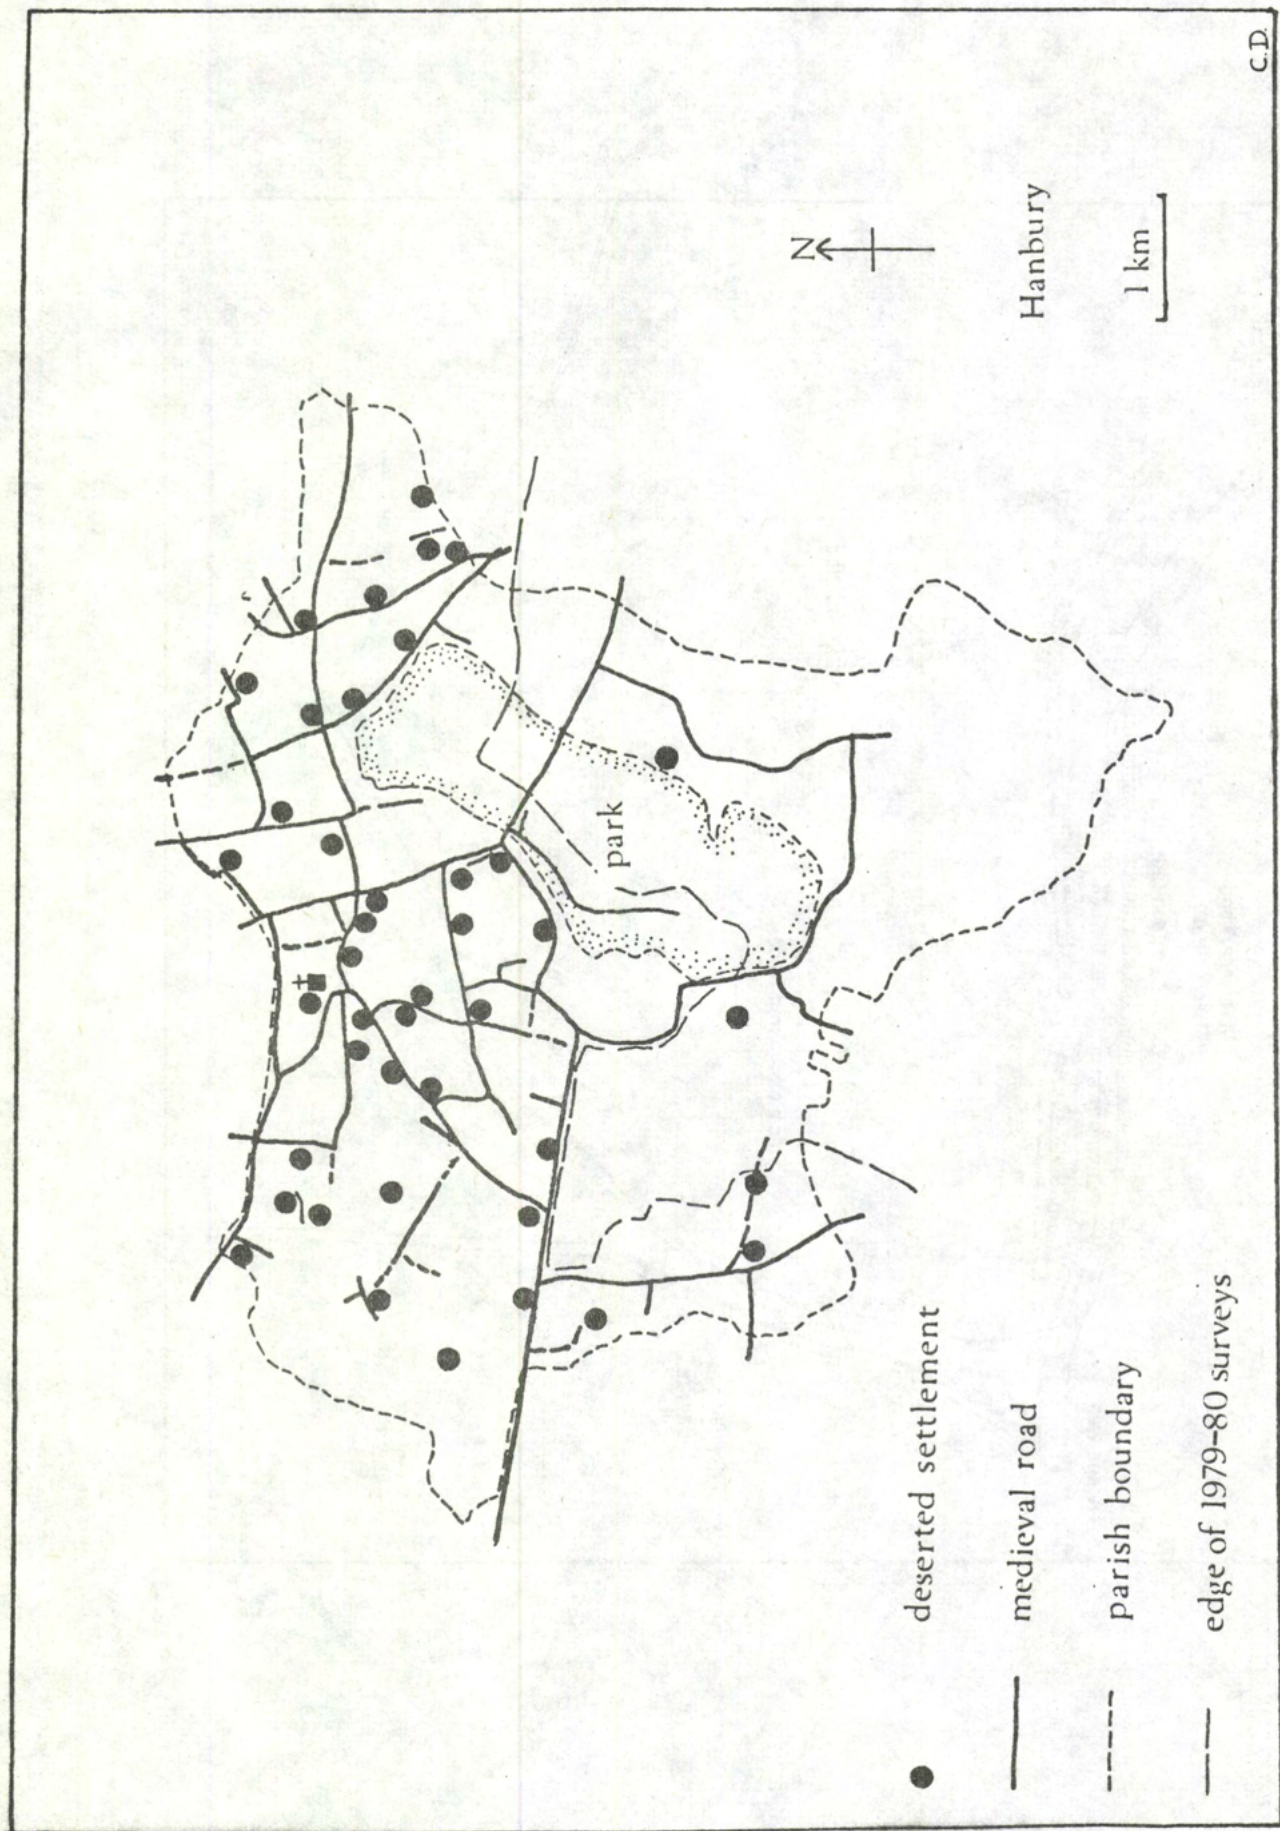 park
N
Hanbury
1 km
deserted settlement
medieval road
parish boundary
edge of 1979-80 surveys
C.D.